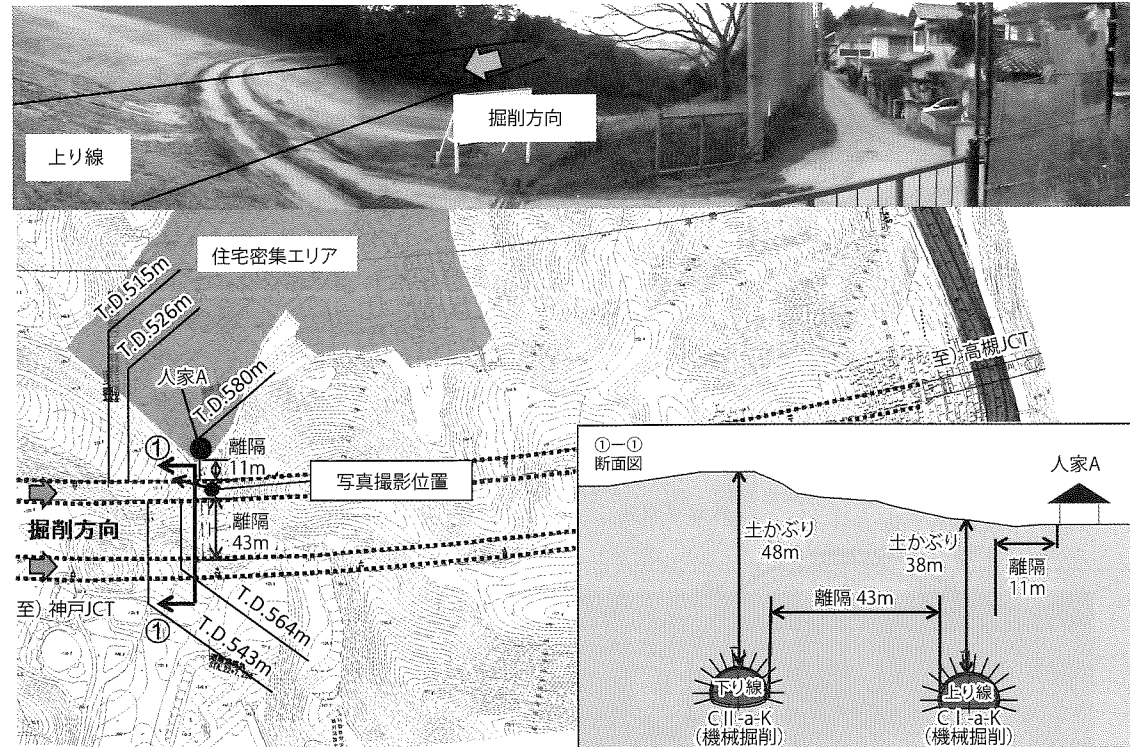 上り線
掘削方向
住宅密集エリア
T.D.515m
T.D.526m
人家A
T.D.580m
①
離隔
11m
写真撮影位置
掘削方向
離隔
43m
至)神戸JCT
①
T.D.564m
T.D.543m
至)高槻JCT
①ー①
断面図
人家A
土かぶり
48m
土かぶり
38m
離隔
11m
離隔 43m
下り線
上り線
CⅡ-a-K
(機械掘削)
CⅠ-a-K
(機械掘削)